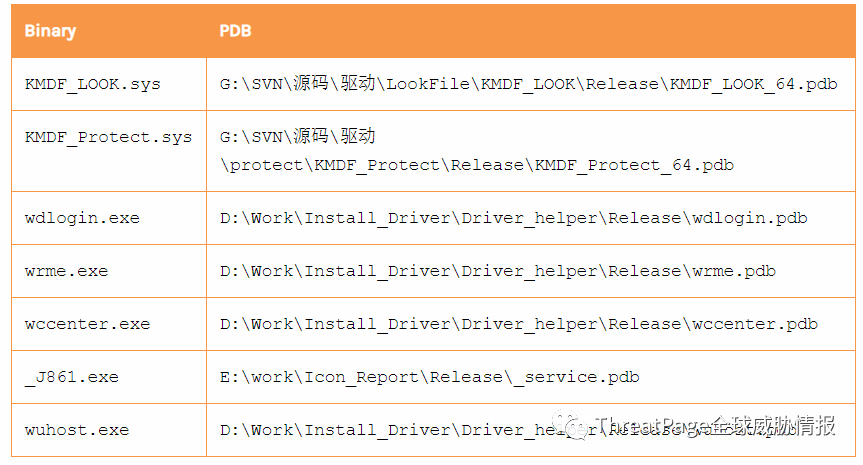 Binary PDB
KMDF_LOOK.sys G:\SVN\源码\驱动\LookFile\KMDF_LOOK\Release\KMDF_LOOK_64.pdb
KMDF_Protect.sys G:\SVN\源码\驱动
\protect\KMDF_Protect\Release\KMDF_Protect_64.pdb
wdlogin.exe D:\Work\Install_Driver\Driver_helper\Release\wdlogin.pdb
wrme.exe D:\Work\Install_Driver\Driver_helper\Release\wrme.pdb
wccenter.exe D:\Work\Install_Driver\Driver_helper\Release\wccenter.pdb
_J861.exe E:\work\Icon_Report\Release\_service.pdb
wuhost.exe D:\Work\Install_Driver\Driver_helper\Release\
ThreatPage全球威胁情报